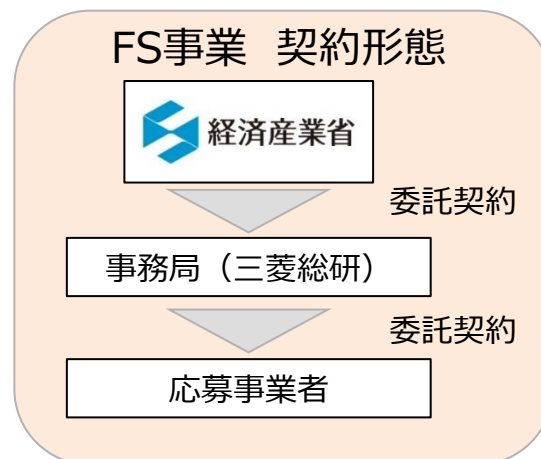 FS事業 契約形態
経済産業省
委託契約
事務局（三菱総研）
委託契約
応募事業者